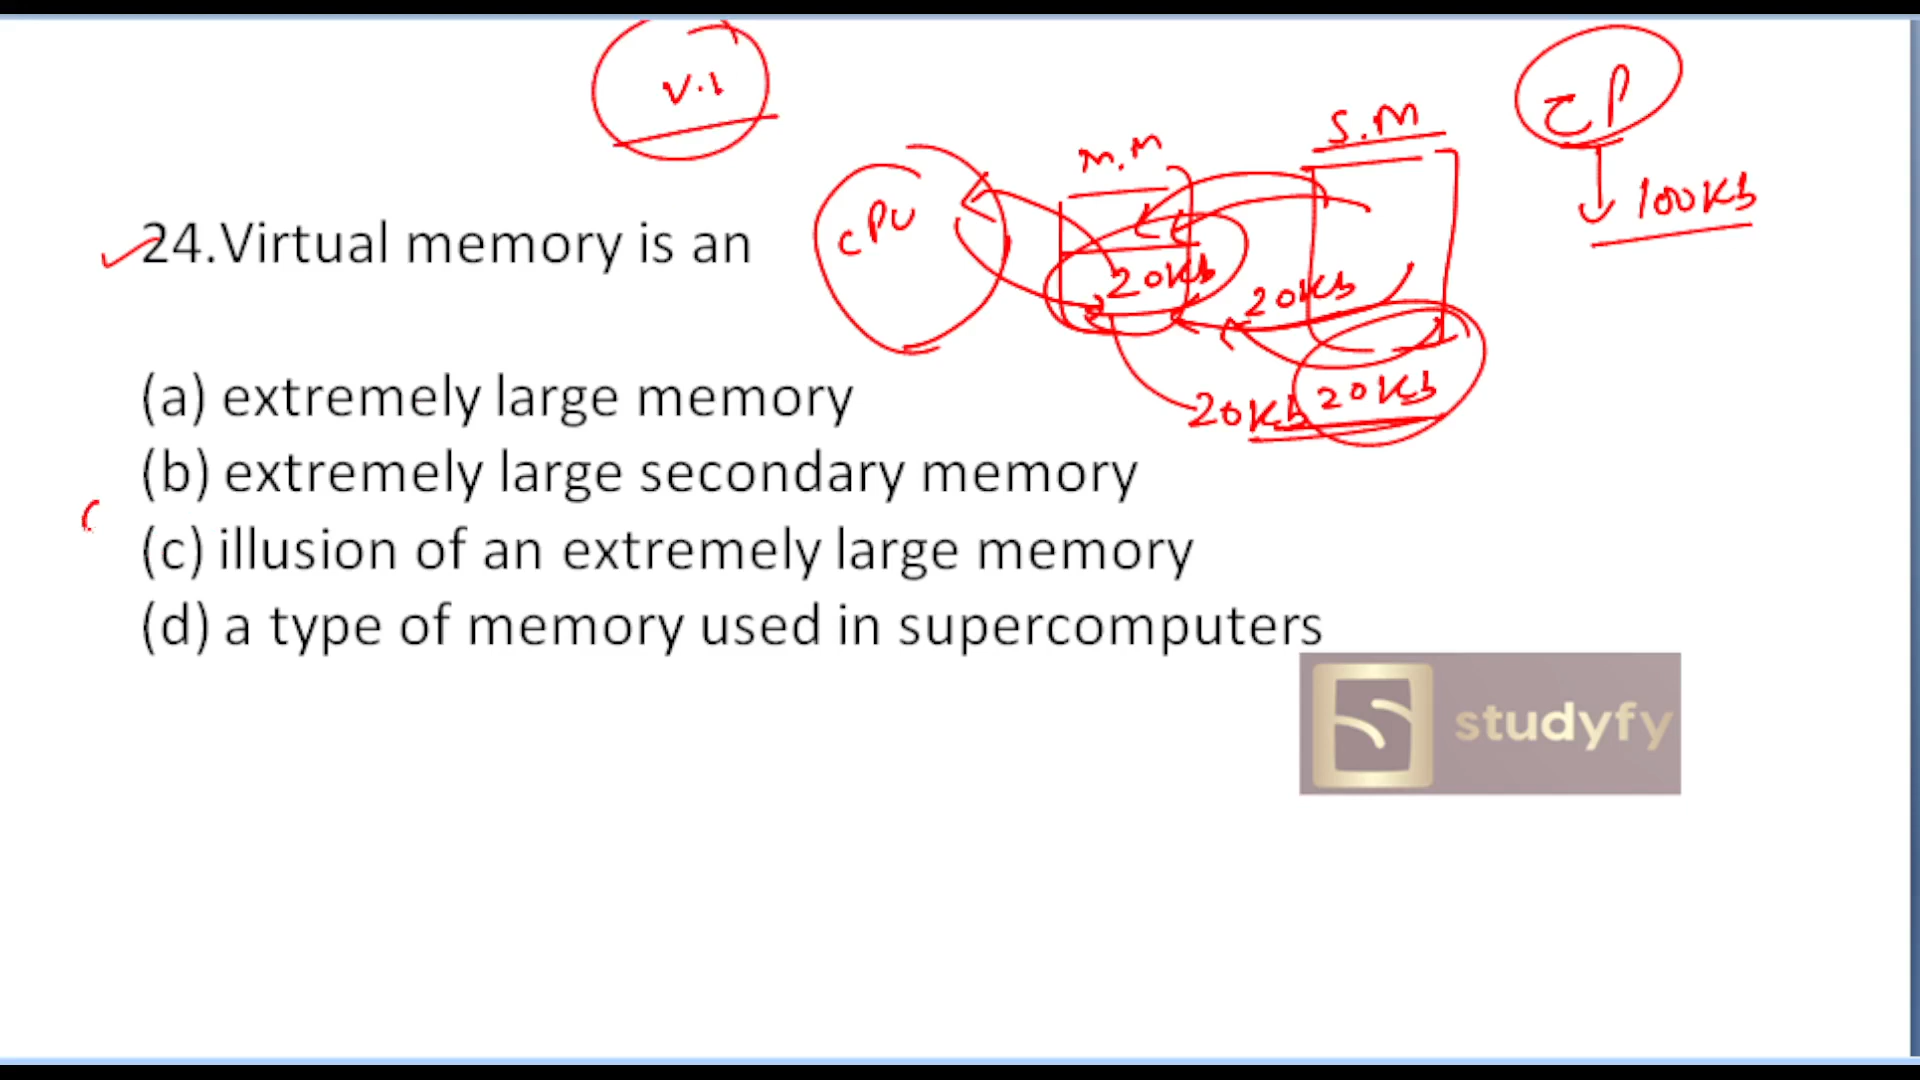 V.I
CP
S.M
M.M
100Kb
CPU
24.Virtual memory is an
20Kb
20Kb
20Kb
20Kb
(a) extremely large memory
(b) extremely large secondary memory
(c) illusion of an extremely large memory
(d) a type of memory used in supercomputers
studyfy